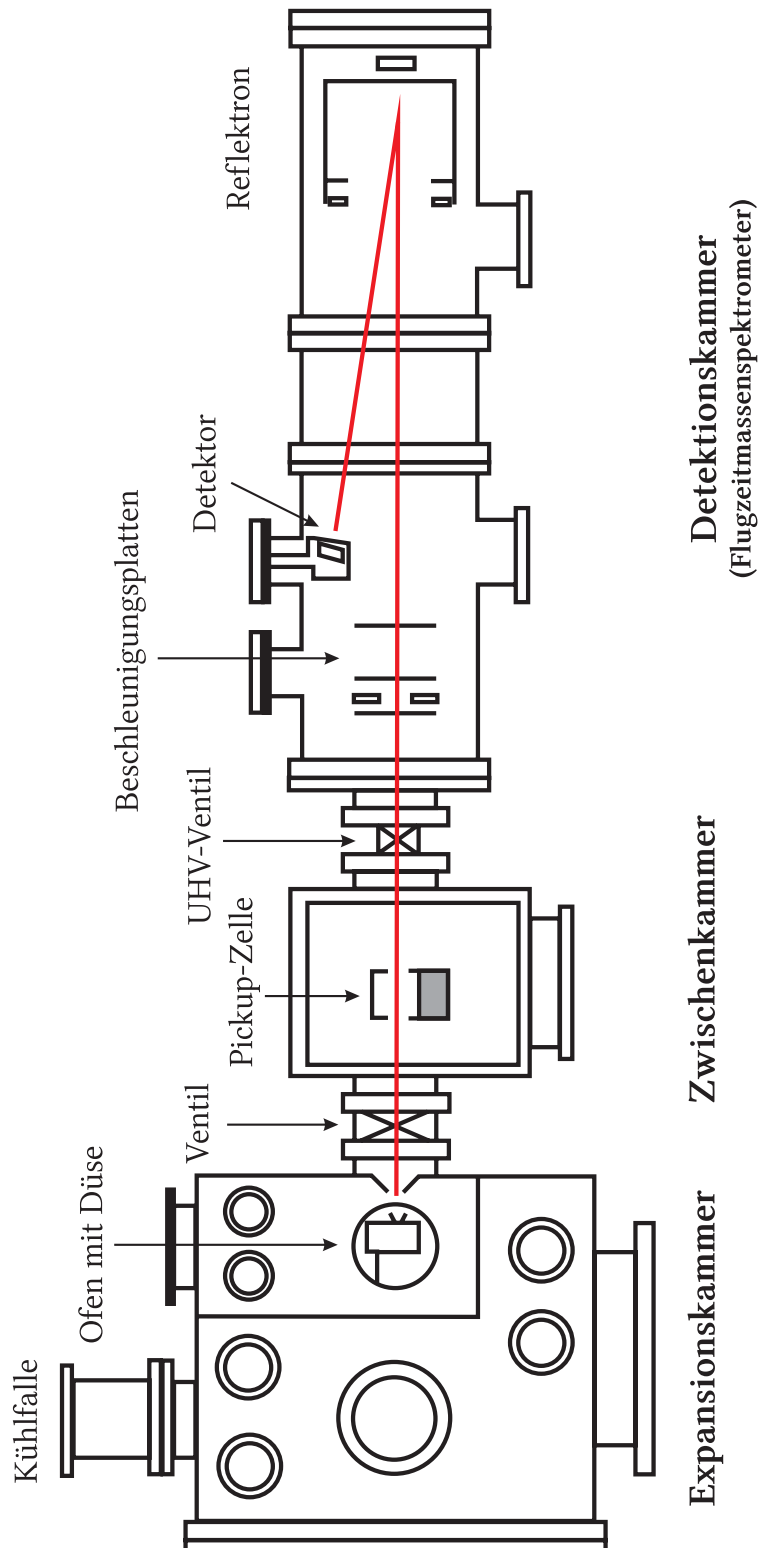 Kühlfalle
Ofen mit Düse
Ventil
Pickup-Zelle
UHV-Ventil
Beschleunigungsplatten
Detektor
Reflektron
Expansionskammer
Zwischenkammer
Detektionskammer
(Flugzeitmassenspektrometer)